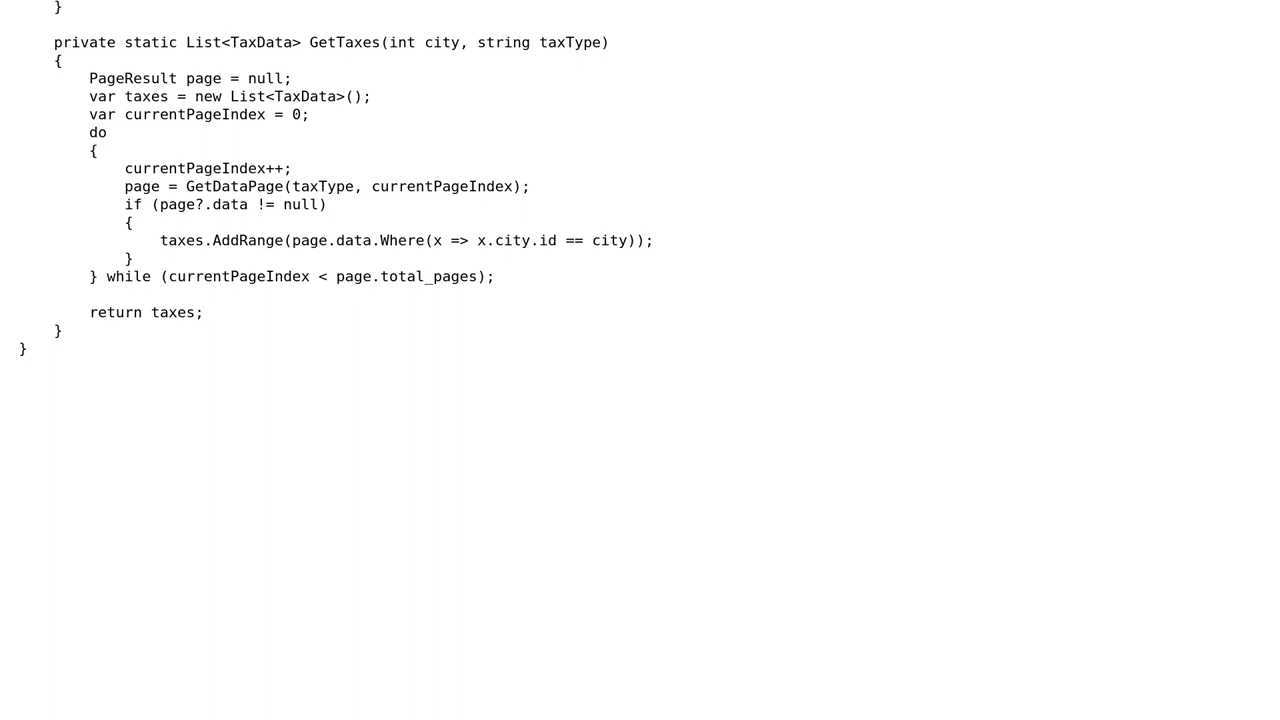 }
private static List<TaxData> GetTaxes(int city, string taxType)
{
PageResult page = null;
var taxes = new List<TaxData>();
var currentPageIndex = 0;
do
{
currentPageIndex++;
page = GetDataPage(taxType, currentPageIndex);
if (page?.data != null)
{
taxes.AddRange(page.data.Where(x => x.city.id == city));
}
} while (currentPageIndex < page.total_pages);
return taxes;
}
}